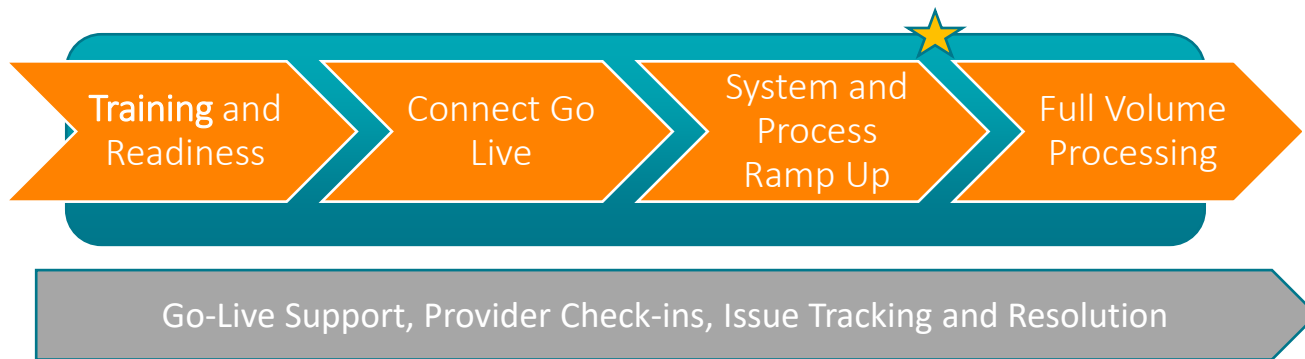 Training and
Readiness
Connect Go
Live
System and
Process
Ramp Up
Full Volume
Processing
Go-Live Support, Provider Check-ins, Issue Tracking and Resolution